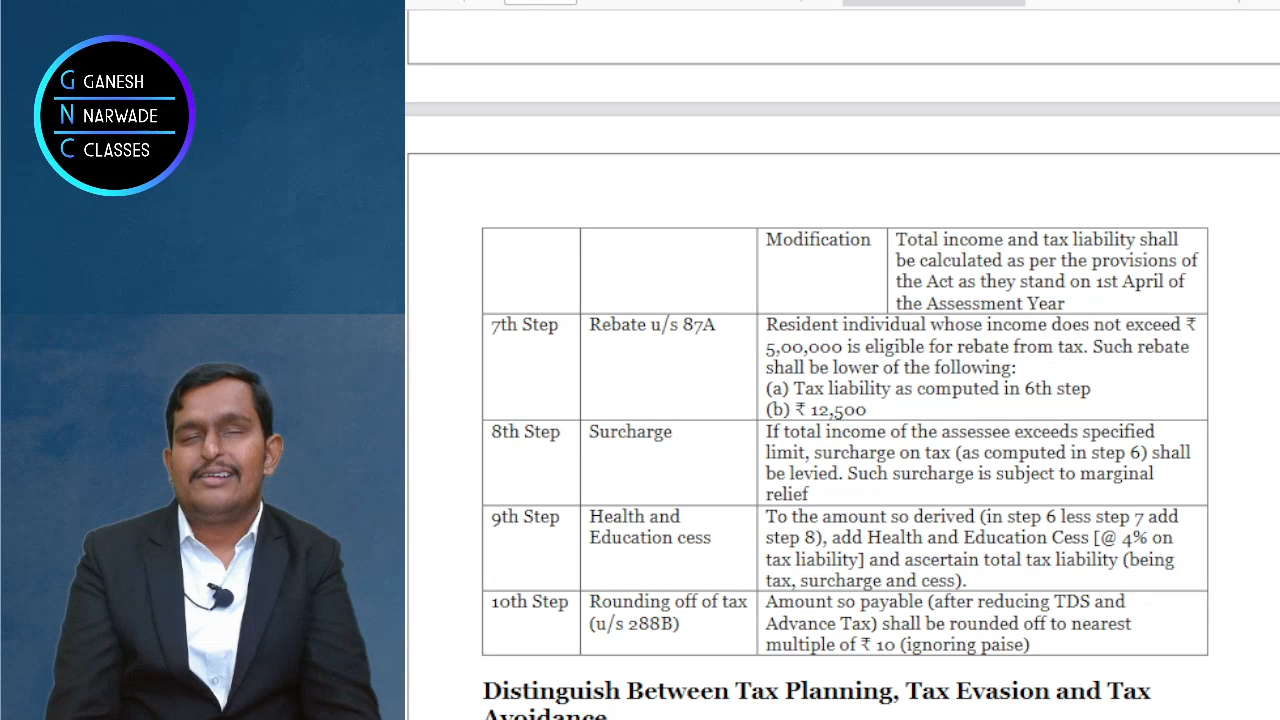 G GANESH
N NARWADE
C CLASSES
Modification
Total income and tax liability shall
be calculated as per the provisions of
the Act as they stand on 1st April of
the Assessment Year
7th Step
Rebate u/s 87A
Resident individual whose income does not exceed ₹
5,00,000 is eligible for rebate from tax. Such rebate
shall be lower of the following:
(a) Tax liability as computed in 6th step
(b) ₹ 12,500
8th Step
Surcharge
If total income of the assessee exceeds specified
limit, surcharge on tax (as computed in step 6) shall
be levied. Such surcharge is subject to marginal
relief
9th Step
Health and
Education cess
To the amount so derived (in step 6 less step 7 add
step 8), add Health and Education Cess [@ 4% on
tax liability] and ascertain total tax liability (being
tax, surcharge and cess).
10th Step
Rounding off of tax
(u/s 288B)
Amount so payable (after reducing TDS and
Advance Tax) shall be rounded off to nearest
multiple of ₹ 10 (ignoring paise)
Distinguish Between Tax Planning, Tax Evasion and Tax
Avoidance